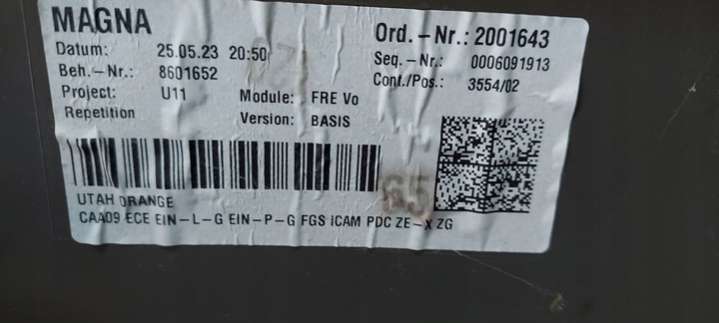 MAGNA
Ord. – Nr.: 2001643
Datum: 25.05.23 20:50
Seq. – Nr.: 0006091913
Beh.– Nr.: 8601652
Cont./Pos.: 3554/02
Project: U11
Module: FRE Vo
Repetition
Version: BASIS
65
UTAH ORANGE
CAA09 ECE EIN–L–G EIN–P–G FGS iCAM PDC ZE–X ZG